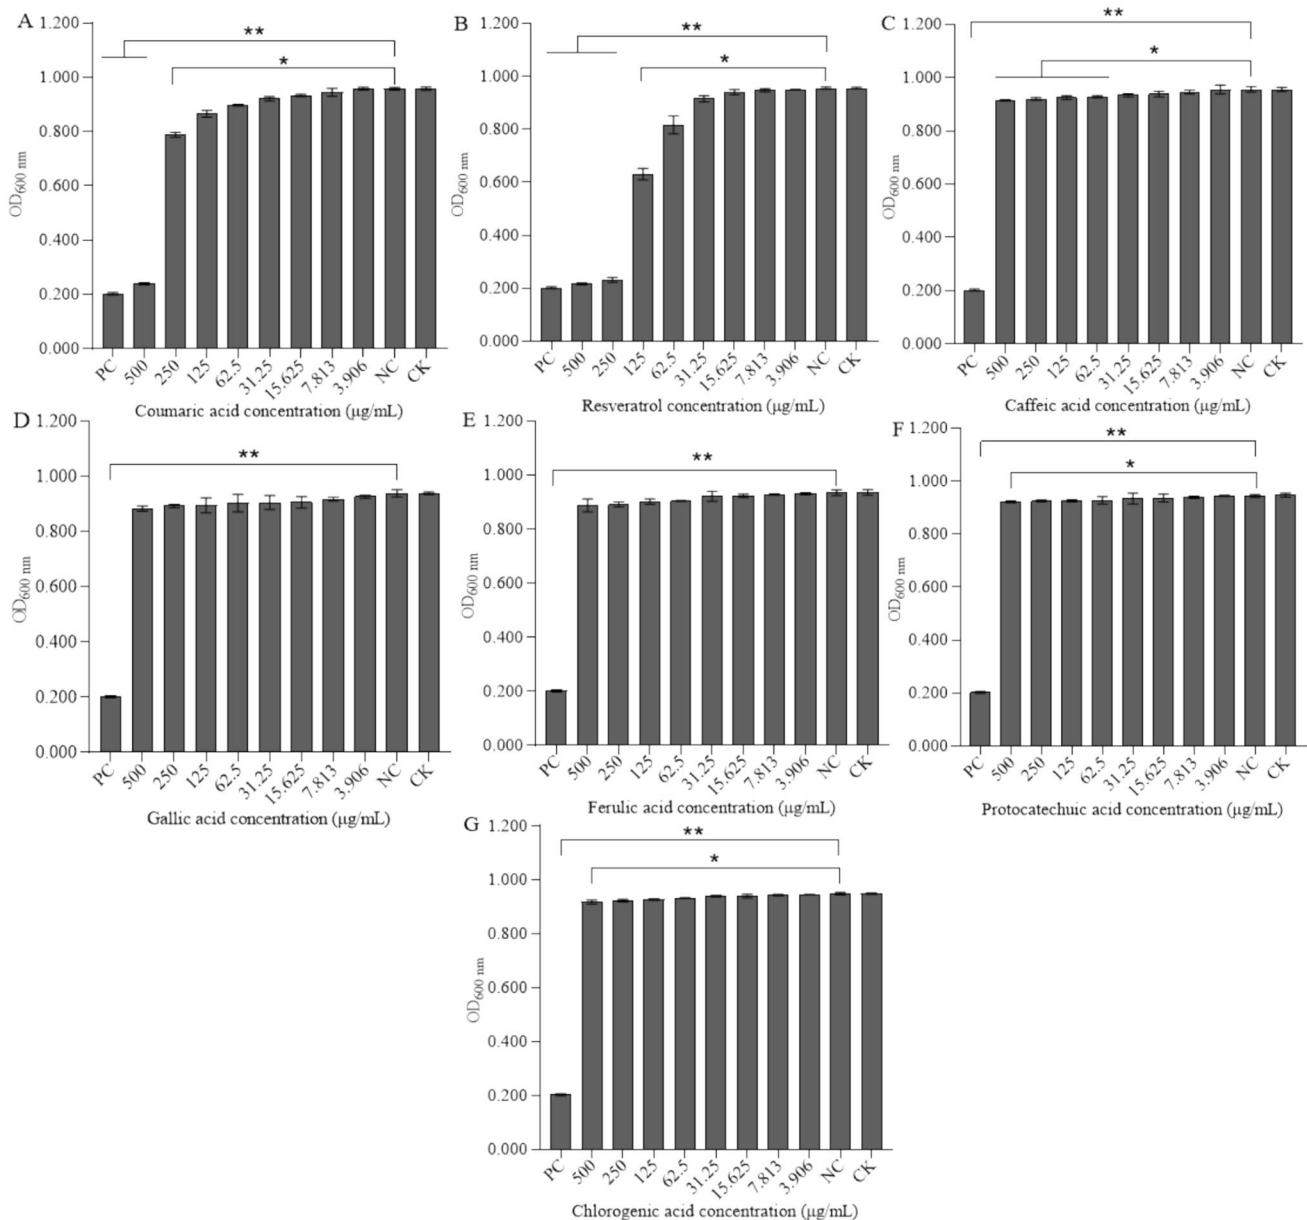 A
1.200
1.000
0.800
0.600
0.400
0.200
0.000
OD600 nm
**
*
PC
500
250
125
62.5
31.25
15.625
7.813
3.906
NC
CK
Coumaric acid concentration (μg/mL)
B
1.200
1.000
0.800
0.600
0.400
0.200
0.000
OD600 nm
**
*
PC
500
250
125
62.5
31.25
15.625
7.813
3.906
NC
CK
Resveratrol concentration (μg/mL)
C
1.200
1.000
0.800
0.600
0.400
0.200
0.000
OD600 nm
**
*
PC
500
250
125
62.5
31.25
15.625
7.813
3.906
NC
CK
Caffeic acid concentration (μg/mL)
D
1.200
1.000
0.800
0.600
0.400
0.200
0.000
OD600 nm
**
PC
500
250
125
62.5
31.25
15.625
7.813
3.906
NC
CK
Gallic acid concentration (μg/mL)
E
1.200
1.000
0.800
0.600
0.400
0.200
0.000
OD600 nm
**
PC
500
250
125
62.5
31.25
15.625
7.813
3.906
NC
CK
Ferulic acid concentration (μg/mL)
F
1.200
1.000
0.800
0.600
0.400
0.200
0.000
OD600 nm
**
*
PC
500
250
125
62.5
31.25
15.625
7.813
3.906
NC
CK
Protocatechuic acid concentration (μg/mL)
G
1.200
1.000
0.800
0.600
0.400
0.200
0.000
OD600 nm
**
*
PC
500
250
125
62.5
31.25
15.625
7.813
3.906
NC
CK
Chlorogenic acid concentration (μg/mL)